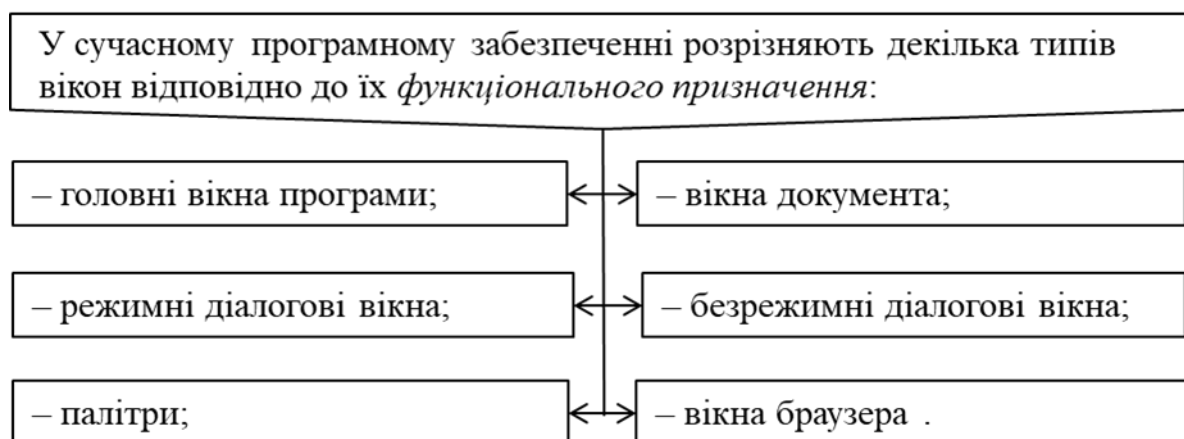 У сучасному програмному забезпеченні розрізняють декілька типів
вікон відповідно до їх функціонального призначення:
– головні вікна програми;
– вікна документа;
– режимні діалогові вікна;
– безрежимні діалогові вікна;
– палітри;
– вікна браузера .